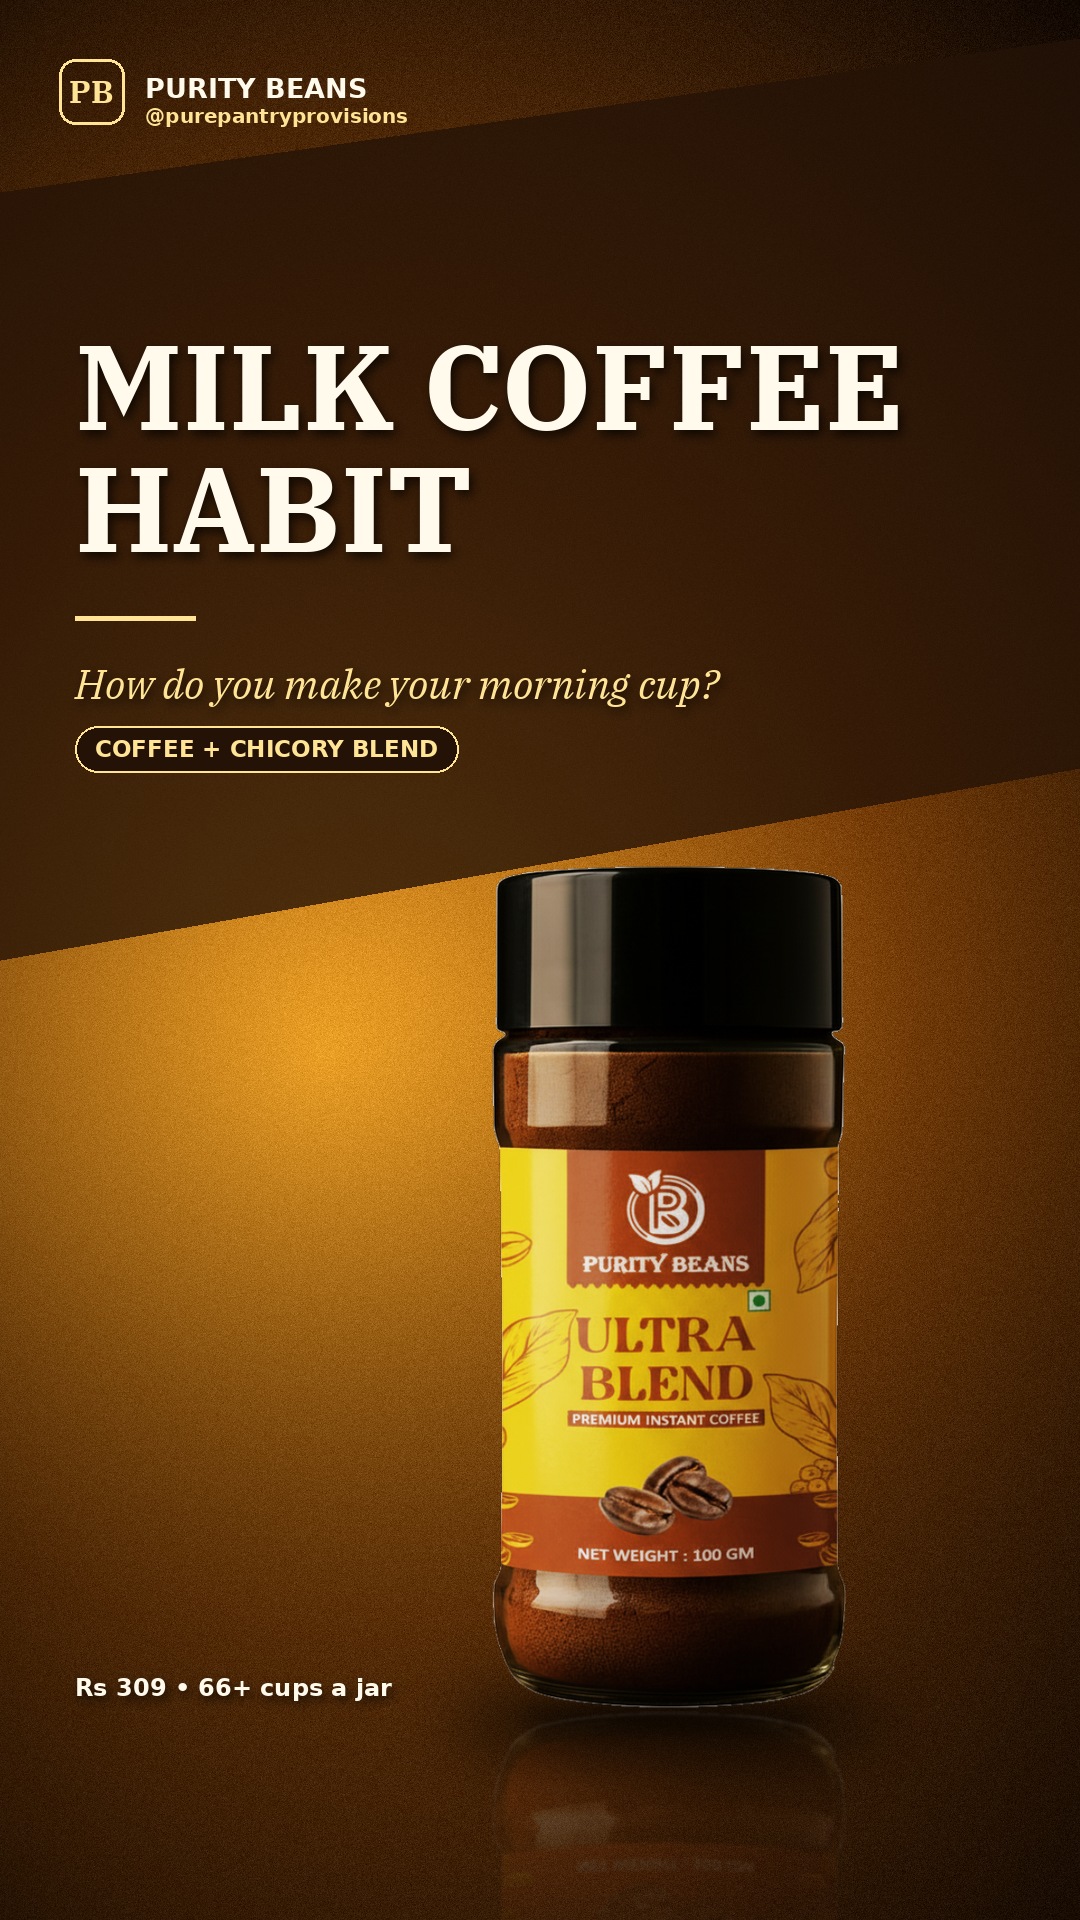 PB
PURITY BEANS
@purepantryprovisions
MILK COFFEE
HABIT
How do you make your morning cup?
COFFEE + CHICORY BLEND
B
PURITY BEANS
ULTRA
BLEND
PREMIUM INSTANT COFFEE
NET WEIGHT : 100 GM
Rs 309 • 66+ cups a jar